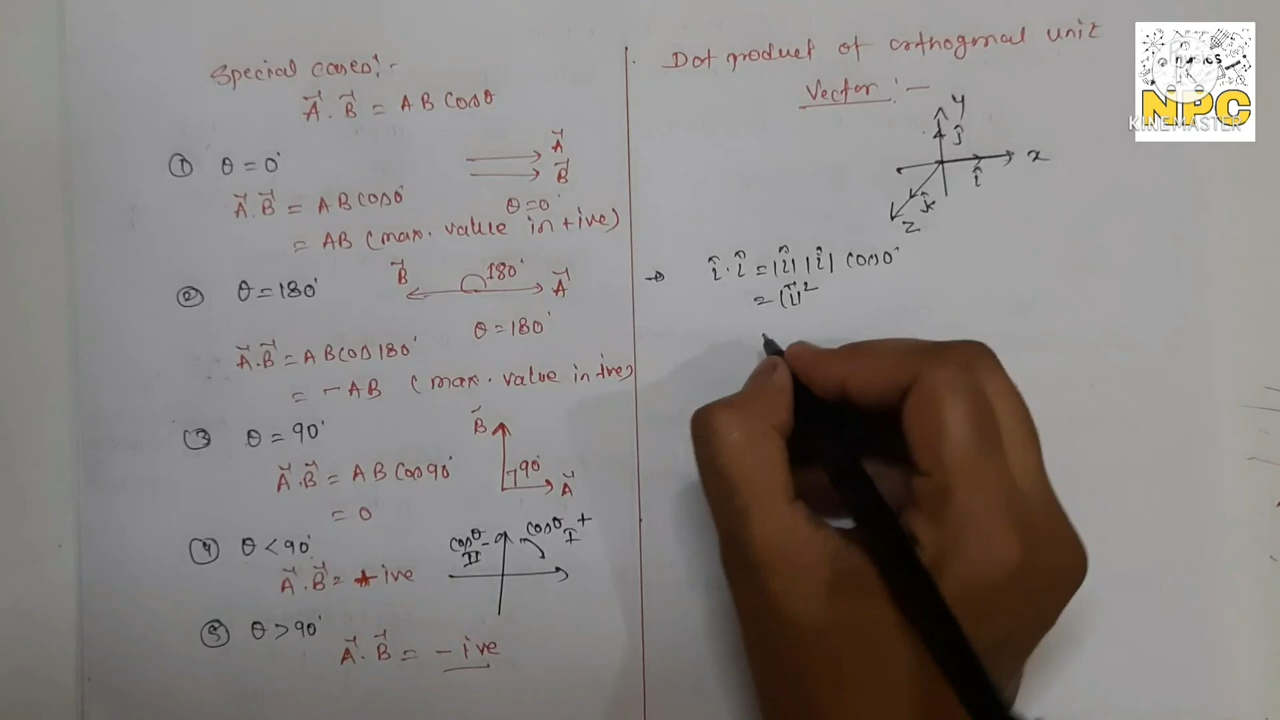 Special cases:-
A⃗.B⃗ = AB cosθ
① θ = 0°
A⃗
B⃗
θ=0°
A⃗.B⃗ = AB cos0°
= AB (max. value in +ive)
② θ = 180°
B⃗ 180° A⃗
θ = 180°
A⃗.B⃗ = AB cos180°
= -AB (max. value in -ive)
③ θ = 90°
B⃗
90° A⃗
A⃗.B⃗ = AB cos90°
= 0
④ θ < 90°
cosθ -
II
cosθ +
I
A⃗.B⃗ = +ive
⑤ θ > 90°
A⃗.B⃗ = -ive
Dot product of orthogonal unit
Vector :-
y
ĵ
x
î
k̂
z
→ î.î = |î| |î| cos0°
= |î|²
Physics
NPC
KINEMASTER